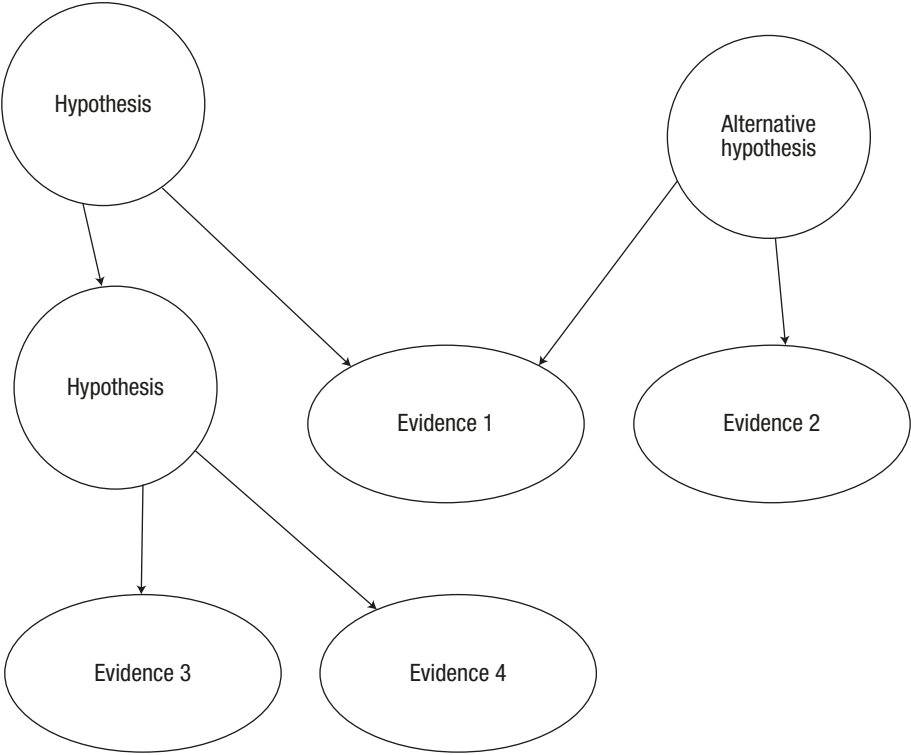 Hypothesis
Alternative
hypothesis
Hypothesis
Evidence 1
Evidence 2
Evidence 3
Evidence 4